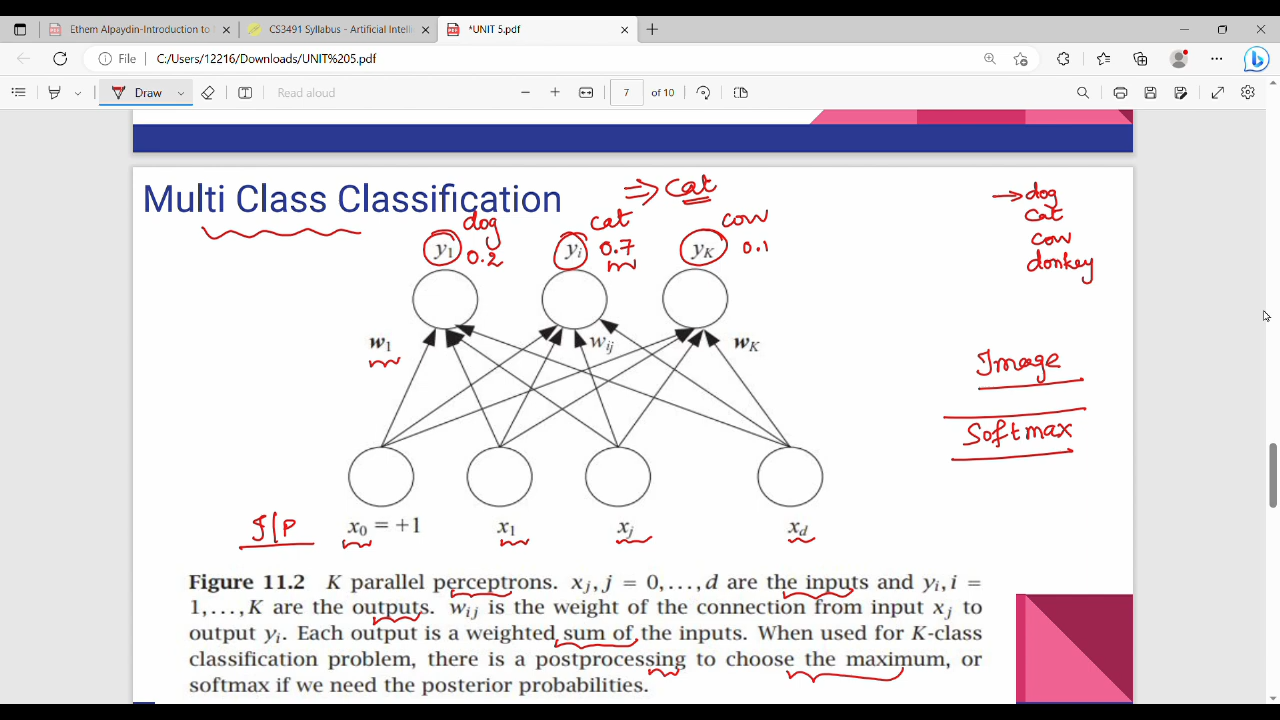 Ethem Alpaydin-Introduction to
CS3491 Syllabus - Artificial Intelli
*UNIT 5.pdf
File
C:/Users/12216/Downloads/UNIT%205.pdf
Draw
Read aloud
7
of 10
Multi Class Classification
⇒ cat
dog
cat
cow
→ dog
cat
cow
donkey
y1 0.2
yi 0.7
yK 0.1
w1
wij
wK
Image
Softmax
I/P
x0 = +1
x1
xj
xd
Figure 11.2 K parallel perceptrons. xj, j = 0,...,d are the inputs and yi, i =
1,...,K are the outputs. wij is the weight of the connection from input xj to
output yi. Each output is a weighted sum of the inputs. When used for K-class
classification problem, there is a postprocessing to choose the maximum, or
softmax if we need the posterior probabilities.